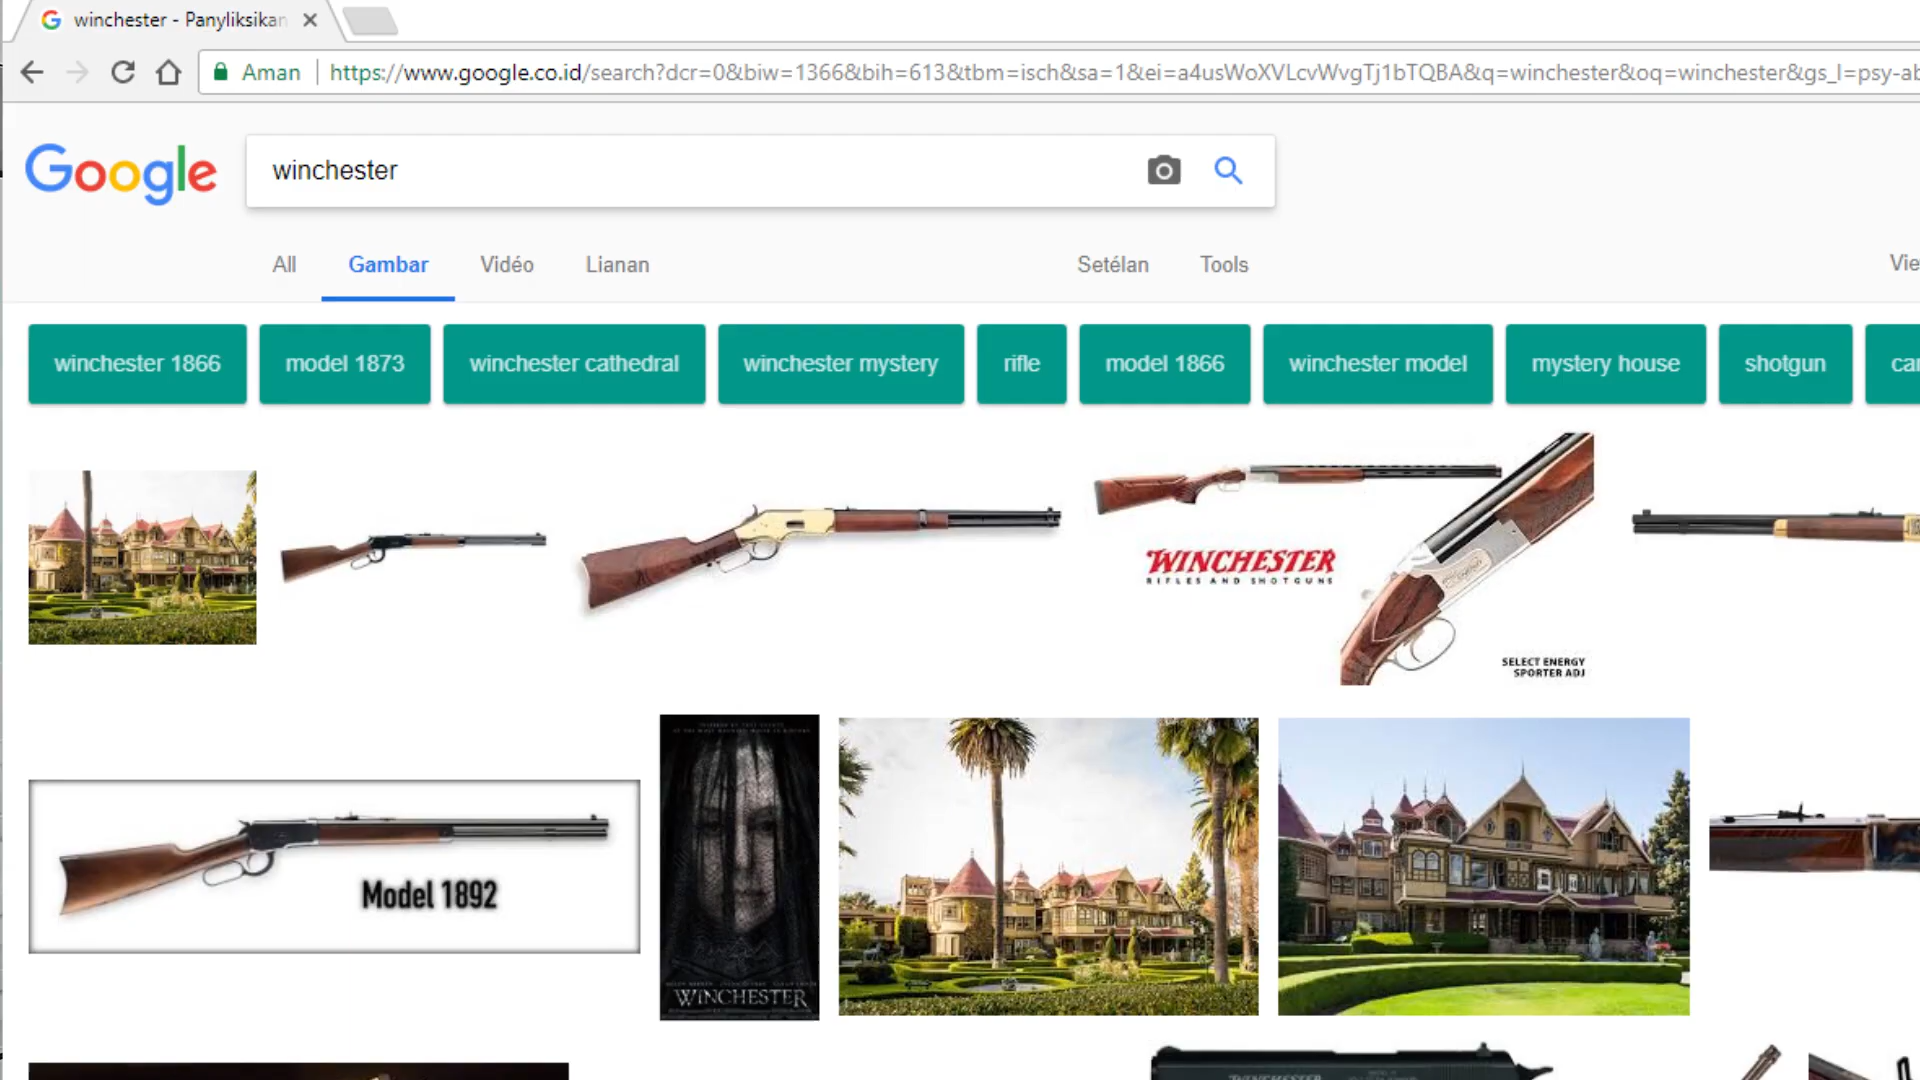 winchester - Panyliksikan
Aman
https://www.google.co.id/search?dcr=0&biw=1366&bih=613&tbm=isch&sa=1&ei=a4usWoXVLcvWvgTj1bTQBA&q=winchester&oq=winchester&gs_l=psy-ab
Google
winchester
All Gambar Vidéo Lianan Setélan Tools Vie
winchester 1866
model 1873
winchester cathedral
winchester mystery
rifle
model 1866
winchester model
mystery house
shotgun
WINCHESTER
RIFLES AND SHOTGUNS
SELECT ENERGY
SPORTER ADJ
Model 1892
WINCHESTER
WINCHESTER